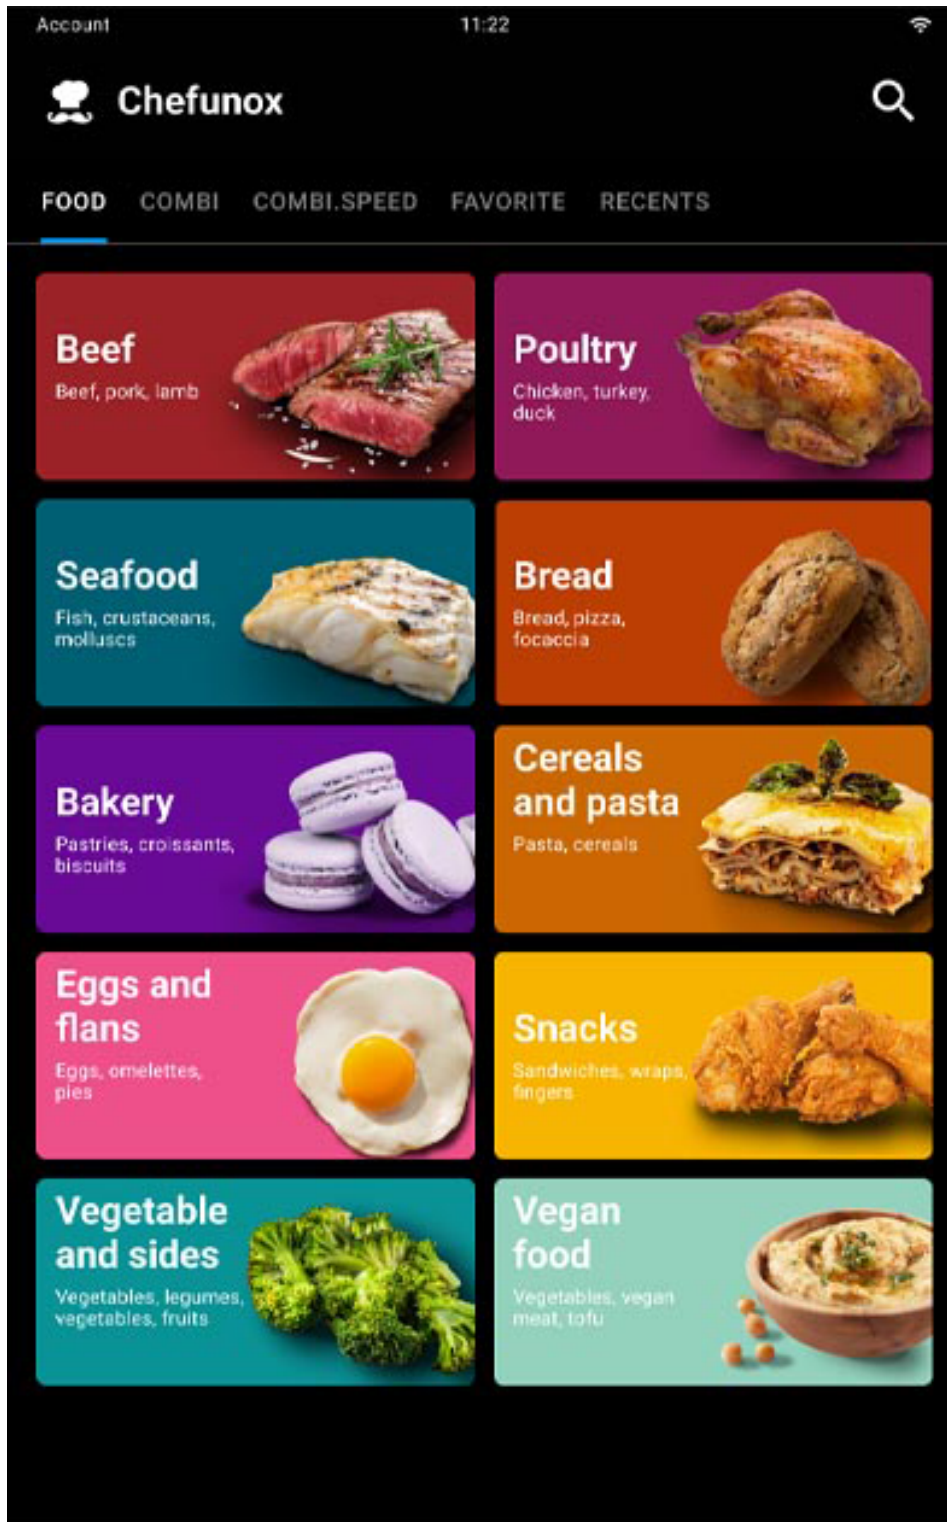 Account
11:22
Chefunox
FOOD
COMBI
COMBI.SPEED
FAVORITE
RECENTS
Beef
Beef, pork, lamb
Poultry
Chicken, turkey,
duck
Seafood
Fish, crustaceans,
molluscs
Bread
Bread, pizza,
focaccia
Bakery
Pastries, croissants,
biscuits
Cereals
and pasta
Pasta, cereals
Eggs and
flans
Eggs, omelettes,
pies
Snacks
Sandwiches, wraps,
fingers
Vegetable
and sides
Vegetables, legumes,
vegetables, fruits
Vegan
food
Vegetables, vegan
meat, tofu